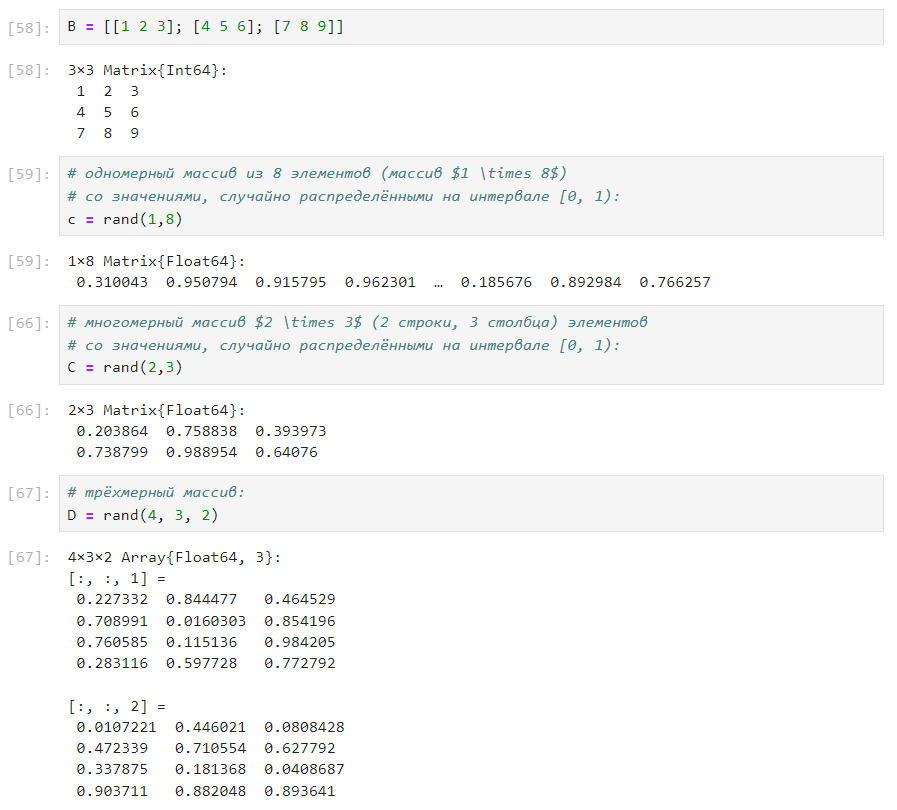 [58]: B = [[1 2 3]; [4 5 6]; [7 8 9]]
[58]: 3×3 Matrix{Int64}:
1 2 3
4 5 6
7 8 9
[59]: # одномерный массив из 8 элементов (массив $1 \times 8$)
# со значениями, случайно распределёнными на интервале [0, 1):
c = rand(1,8)
[59]: 1×8 Matrix{Float64}:
0.310043 0.950794 0.915795 0.962301 … 0.185676 0.892984 0.766257
[66]: # многомерный массив $2 \times 3$ (2 строки, 3 столбца) элементов
# со значениями, случайно распределёнными на интервале [0, 1):
C = rand(2,3)
[66]: 2×3 Matrix{Float64}:
0.203864 0.758838 0.393973
0.738799 0.988954 0.64076
[67]: # трёхмерный массив:
D = rand(4, 3, 2)
[67]: 4×3×2 Array{Float64, 3}:
[:, :, 1] =
0.227332 0.844477 0.464529
0.708991 0.0160303 0.854196
0.760585 0.115136 0.984205
0.283116 0.597728 0.772792
[:, :, 2] =
0.0107221 0.446021 0.0808428
0.472339 0.710554 0.627792
0.337875 0.181368 0.0408687
0.903711 0.882048 0.893641